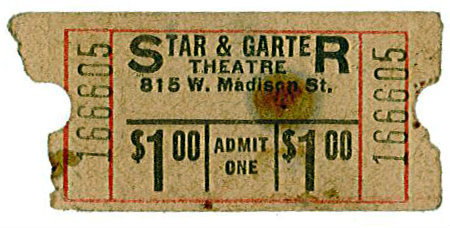 166605
STAR & GARTER
THEATRE
815 W. Madison St.
$1.00 ADMIT ONE $1.00
166605